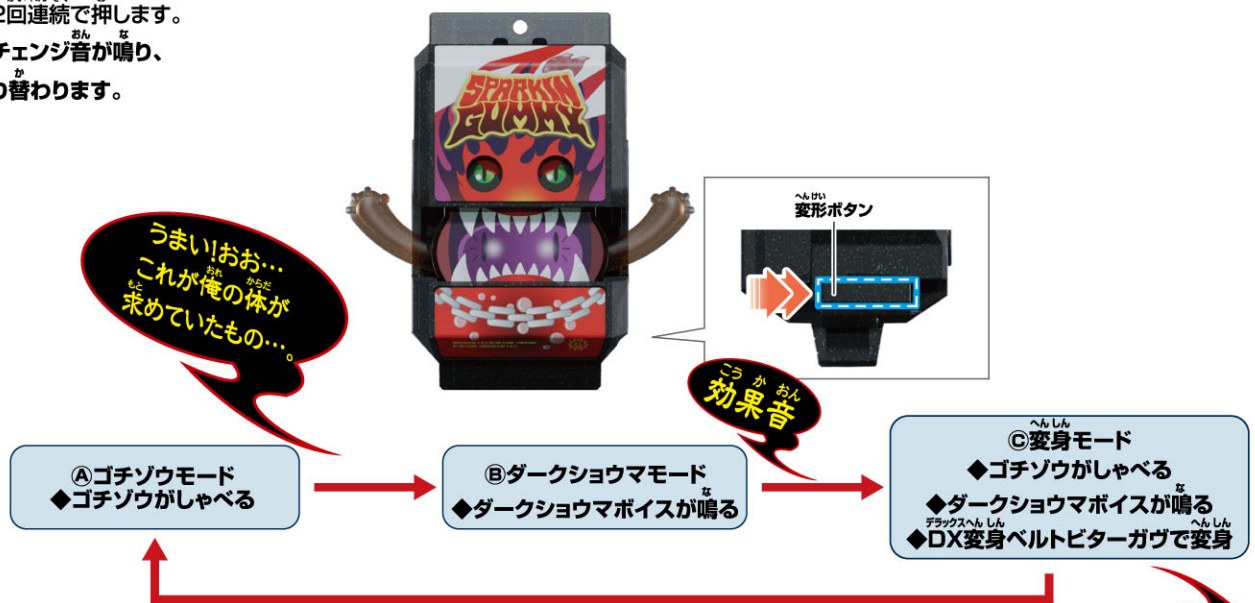 2回連続で押します。
チェンジ音が鳴り、
替わります。
SPARKIN
GUMMY
変形ボタン
うまい!おお…
これが俺の体が
求めていたもの…。
効果音
Ⓐゴチゾウモード
◆ゴチゾウがしゃべる
Ⓑダークショウマモード
◆ダークショウマボイスが鳴る
Ⓒ変身モード
◆ゴチゾウがしゃべる
◆ダークショウマボイスが鳴る
◆DX変身ベルトビターガヴで変身